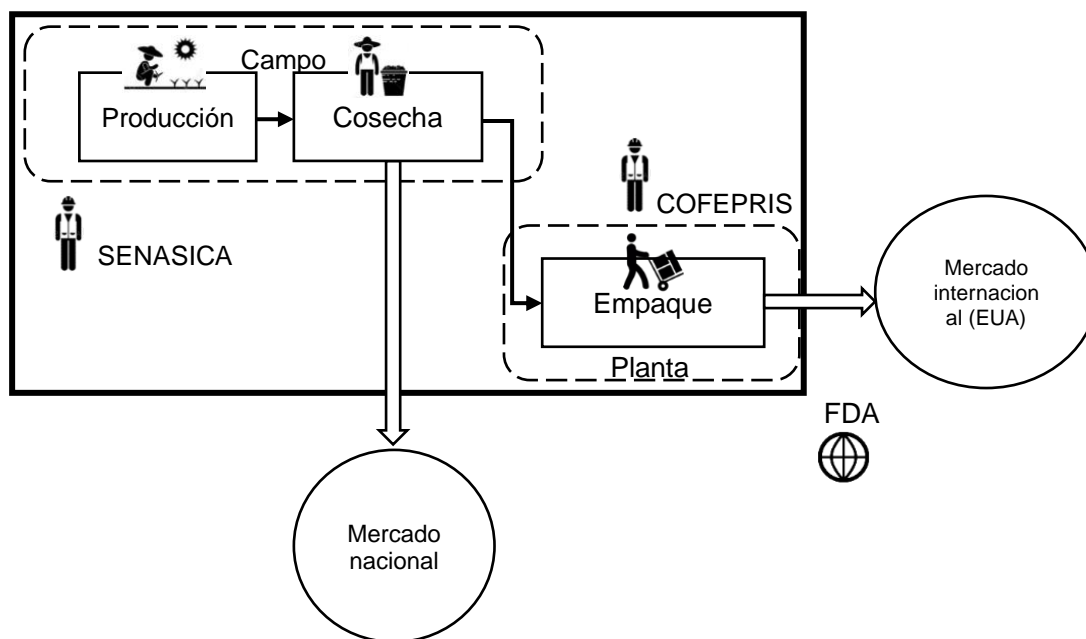 Campo
Producción
Cosecha
SENASICA
COFEPRIS
Empaque
Planta
Mercado
internacion
al (EUA)
FDA
Mercado
nacional